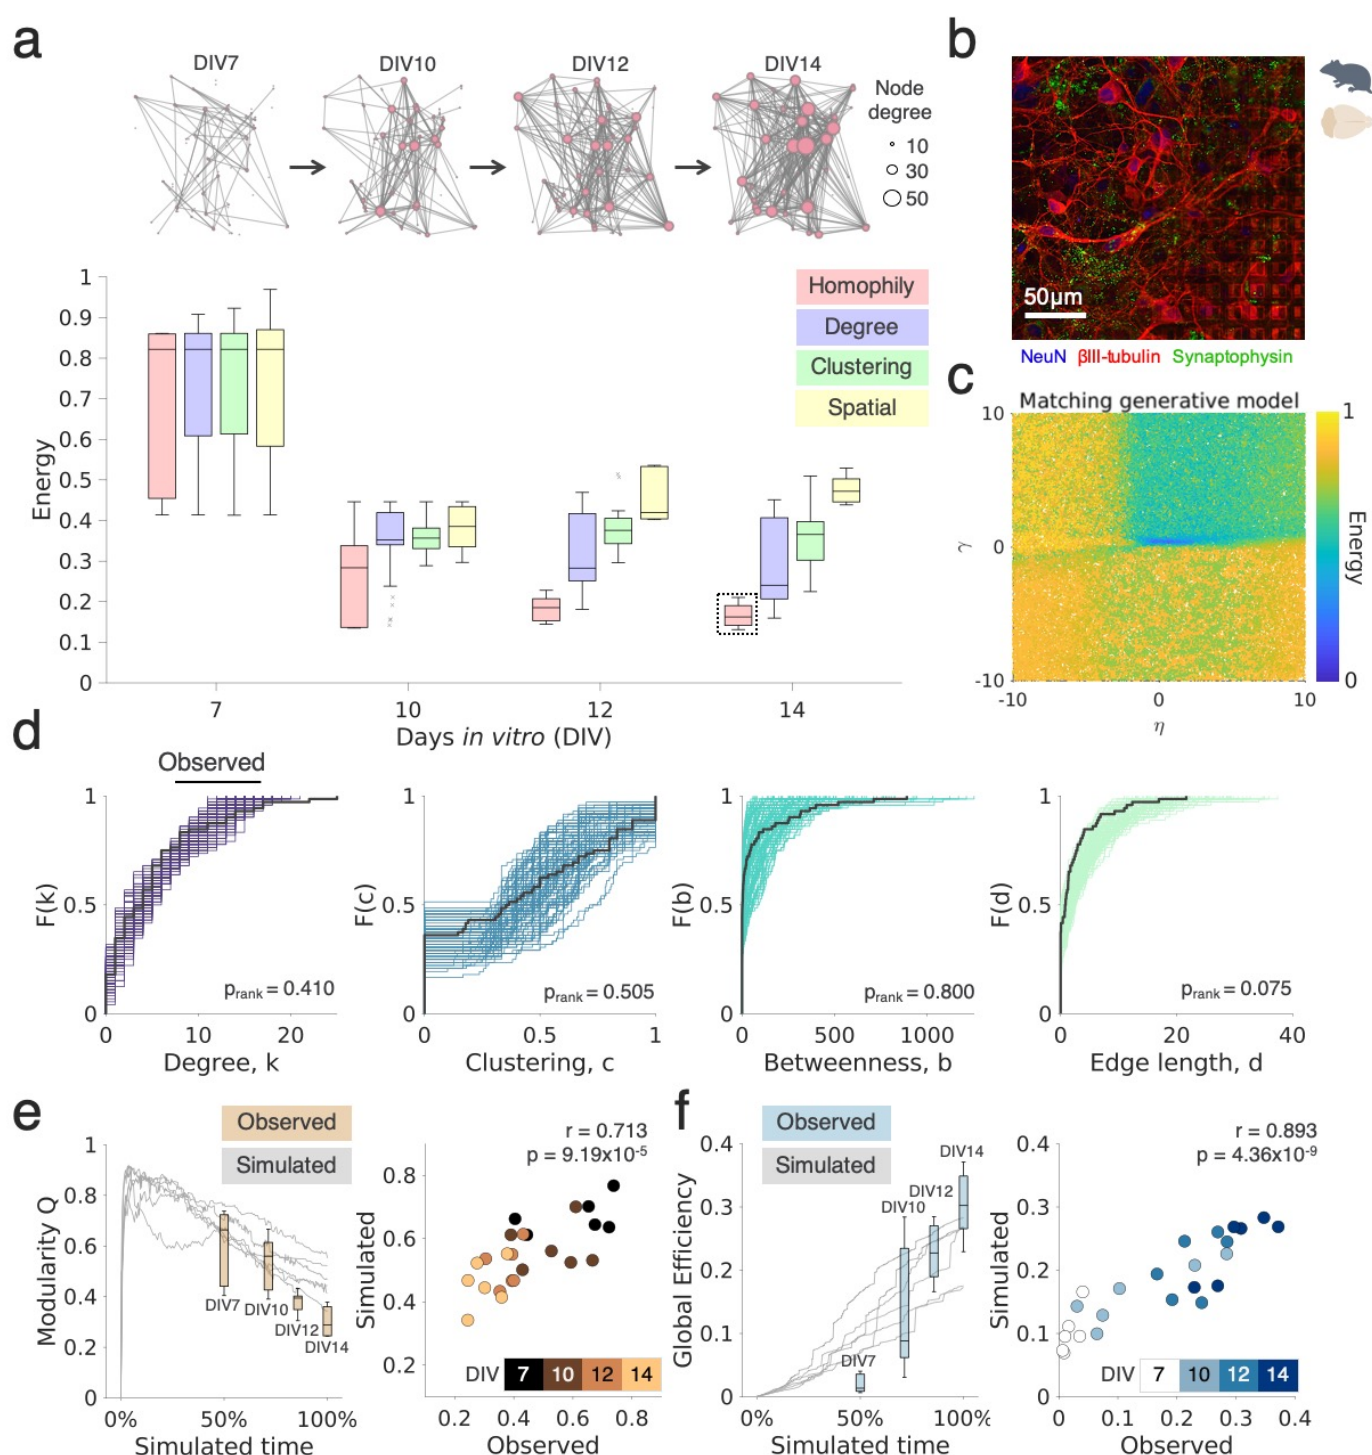 a
DIV7
DIV10
DIV12
DIV14
Node
degree
10
30
50
1
0.9
0.8
0.7
0.6
0.5
0.4
0.3
0.2
0.1
0
Energy
Homophily
Degree
Clustering
Spatial
7
10
12
14
Days in vitro (DIV)
b
50μm
NeuN βIII-tubulin Synaptophysin
c
Matching generative model
10
0
-10
γ
-10
0
10
η
1
0
Energy
d
Observed
1
0.5
0
F(k)
prank = 0.410
0
10
20
Degree, k
1
0.5
0
F(c)
prank = 0.505
0
0.5
1
Clustering, c
1
0.5
0
F(b)
prank = 0.800
0
500
1000
Betweenness, b
1
0.5
0
F(d)
prank = 0.075
0
20
40
Edge length, d
e
Observed
Simulated
1
0.8
0.6
0.4
0.2
0
Modularity Q
DIV7
DIV10
DIV12
DIV14
0%
50%
100%
Simulated time
r = 0.713
p = 9.19x10-5
0.8
0.6
0.4
0.2
Simulated
DIV 7 10 12 14
0.2
0.4
0.6
0.8
Observed
f
Observed
Simulated
0.4
0.3
0.2
0.1
0
Global Efficiency
DIV7
DIV10
DIV12
DIV14
0%
50%
100%
Simulated time
r = 0.893
p = 4.36x10-9
0.4
0.3
0.2
0.1
0
Simulated
DIV 7 10 12 14
0
0.1
0.2
0.3
0.4
Observed